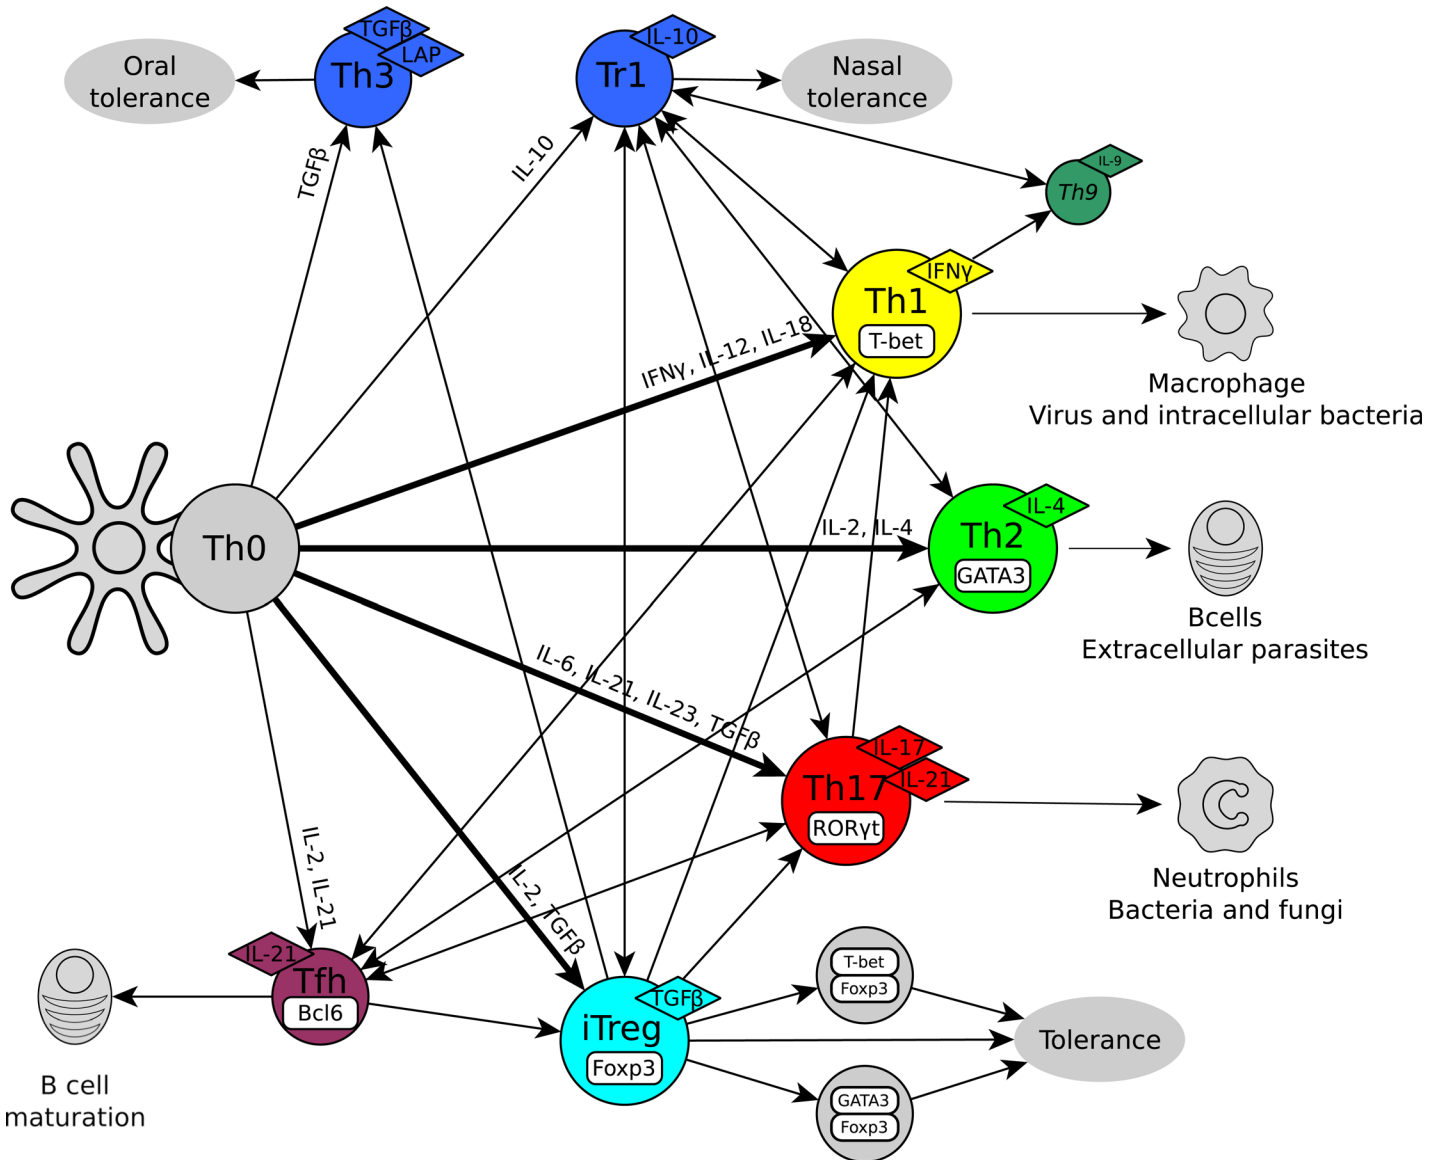 TGFβ
LAP
Th3
Oral
tolerance
IL-10
Tr1
Nasal
tolerance
TGFβ
IL-10
IL-9
Th9
IFNγ
Th1
T-bet
IFNγ, IL-12, IL-18
Macrophage
Virus and intracellular bacteria
Th0
IL-2, IL-4
IL-4
Th2
GATA3
Bcells
Extracellular parasites
IL-6, IL-21, IL-23, TGFβ
IL-17
IL-21
Th17
RORγt
Neutrophils
Bacteria and fungi
IL-2, IL-21
IL-2, TGFβ
IL-21
Tfh
Bcl6
B cell
maturation
TGFβ
iTreg
Foxp3
T-bet
Foxp3
Tolerance
GATA3
Foxp3